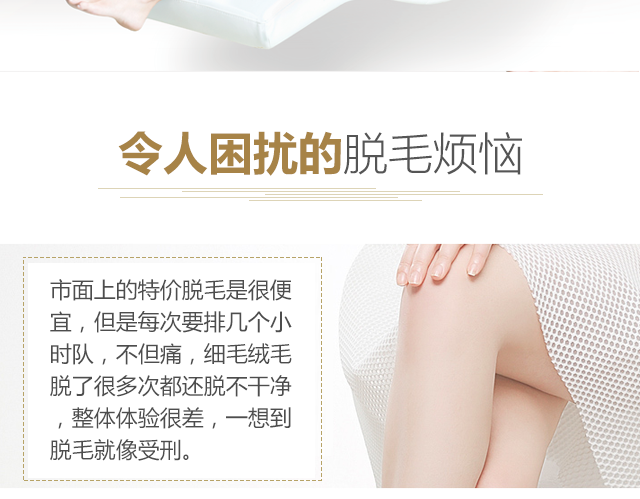 令人困扰的脱毛烦恼
市面上的特价脱毛是很便
宜，但是每次要排几个小
时队，不但痛，细毛绒毛
脱了很多次都还脱不干净
，整体体验很差，一想到
脱毛就像受刑。